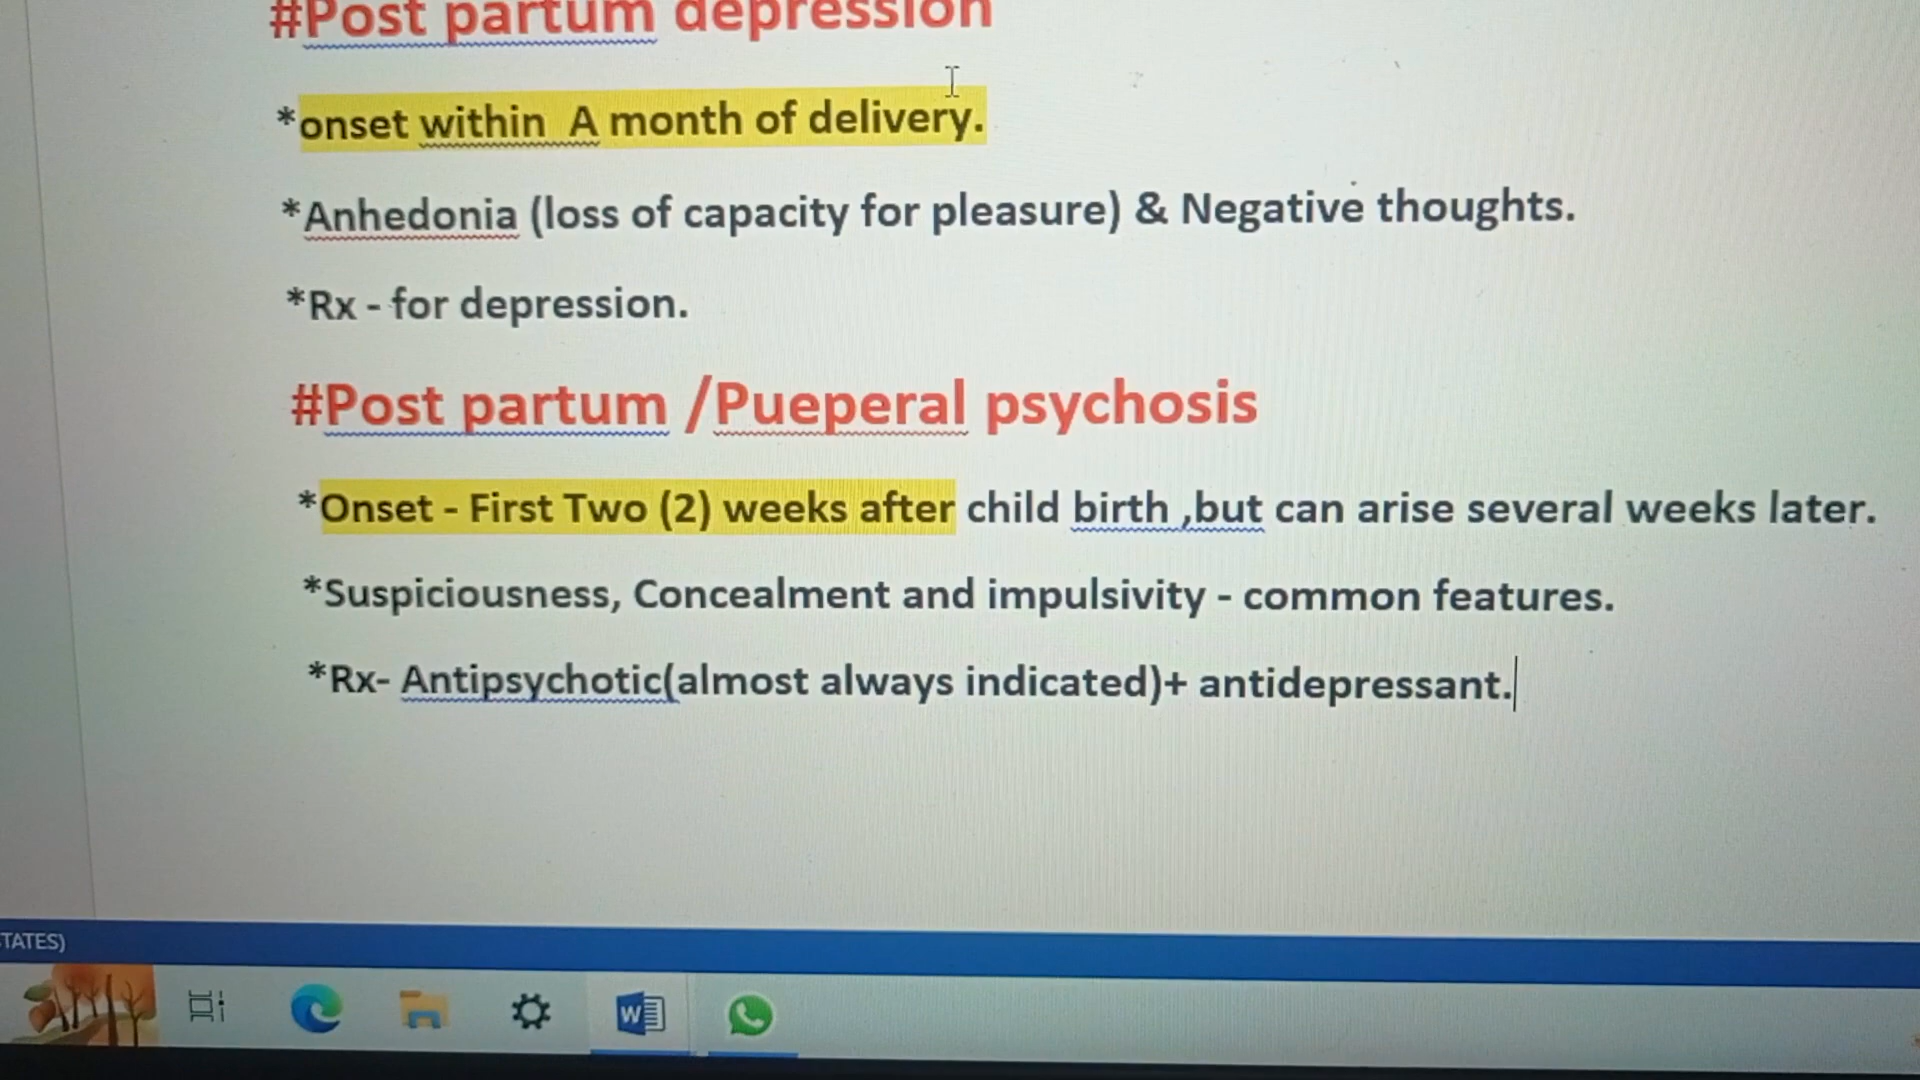 #Post partum depression
*onset within A month of delivery.
*Anhedonia (loss of capacity for pleasure) & Negative thoughts.
*Rx - for depression.
#Post partum /Pueperal psychosis
*Onset - First Two (2) weeks after child birth ,but can arise several weeks later.
*Suspiciousness, Concealment and impulsivity - common features.
*Rx- Antipsychotic(almost always indicated)+ antidepressant.
TATES)
W